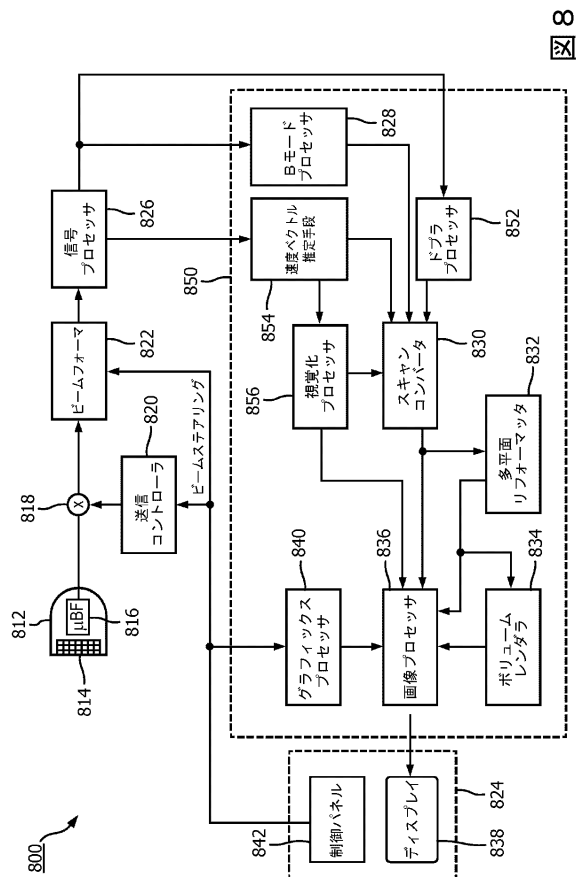 図8
800
812
814
816
μBF
818
X
820
送信
コントローラ
822
ビームフォーマ
826
信号
プロセッサ
ビームステアリング
850
854
速度ベクトル
推定手段
828
Bモード
プロセッサ
856
視覚化
プロセッサ
830
スキャン
コンバータ
852
ドプラ
プロセッサ
840
グラフィックス
プロセッサ
836
画像プロセッサ
832
多平面
リフォーマッタ
834
ボリューム
レンダラ
842
制御パネル
838
ディスプレイ
824